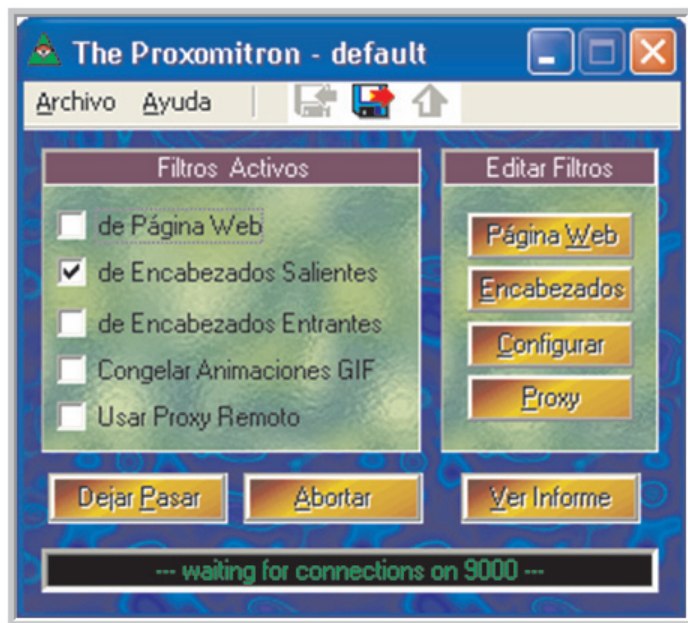 The Proxomitron - default
Archivo Ayuda
Filtros Activos
Editar Filtros
de Página Web
de Encabezados Salientes
de Encabezados Entrantes
Congelar Animaciones GIF
Usar Proxy Remoto
Página Web
Encabezados
Configurar
Proxy
Dejar Pasar
Abortar
Ver Informe
--- waiting for connections on 9000 ---